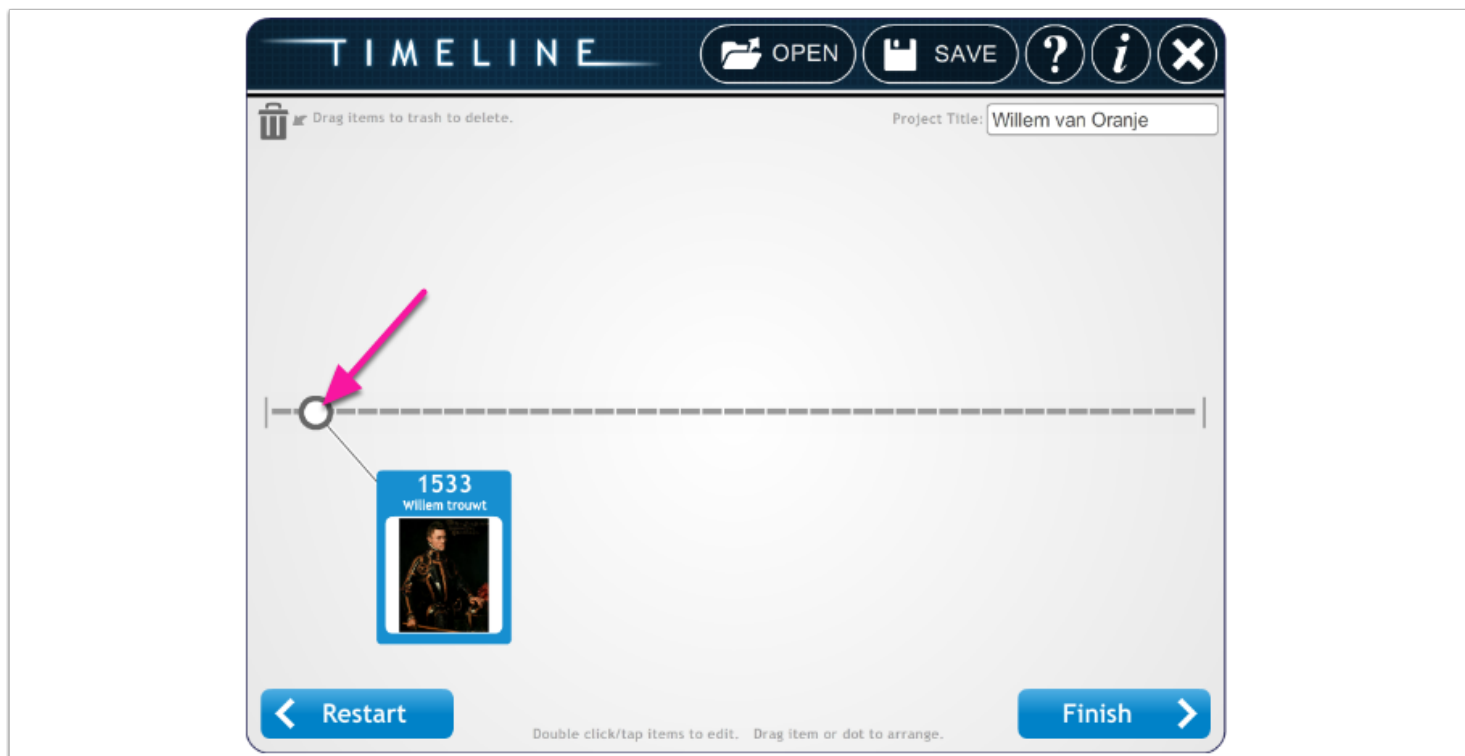 TIMELINE
OPEN
SAVE
?
i
Drag items to trash to delete.
Project Title: Willem van Oranje
1533
Willem trouwt
Restart
Double click/tap items to edit. Drag item or dot to arrange.
Finish